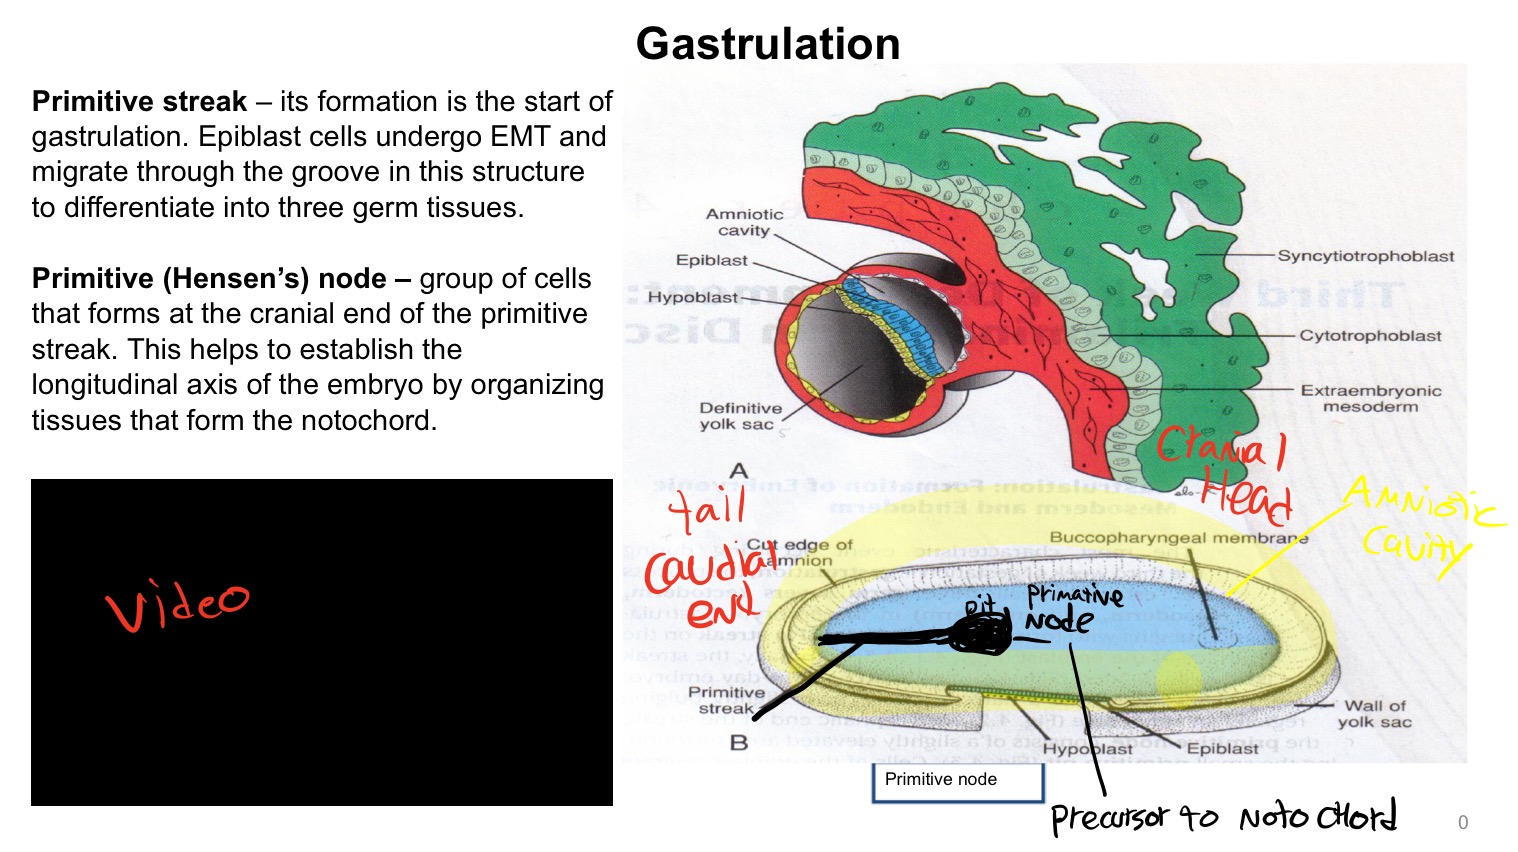 Gastrulation
Primitive streak – its formation is the start of
gastrulation. Epiblast cells undergo EMT and
migrate through the groove in this structure
to differentiate into three germ tissues.
Primitive (Hensen's) node – group of cells
that forms at the cranial end of the primitive
streak. This helps to establish the
longitudinal axis of the embryo by organizing
tissues that form the notochord.
Video
Amniotic
cavity
Epiblast
Hypoblast
Definitive
yolk sac
Syncytiotrophoblast
Cytotrophoblast
Extraembryonic
mesoderm
A
Cranial
Head
tail
Caudial
end
Amniotic
cavity
Cut edge of
amnion
Buccopharyngeal membrane
pit
primative
Node
Primitive
streak
Wall of
yolk sac
B
Hypoblast
Epiblast
Primitive node
Precursor to Notochord
0